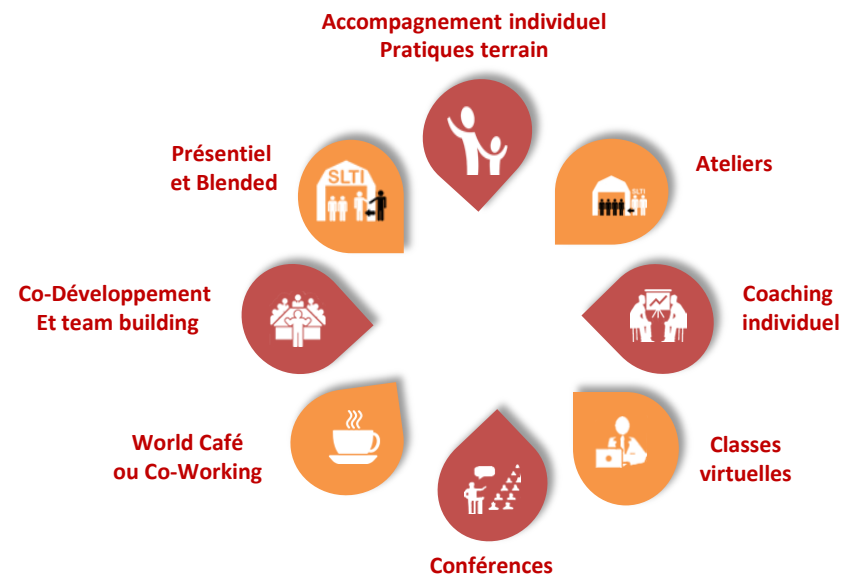 Accompagnement individuel
Pratiques terrain
Présentiel
et Blended
SLTI
SLTI
Ateliers
Co-Développement
Et team building
Coaching
individuel
World Café
ou Co-Working
Classes
virtuelles
Conférences